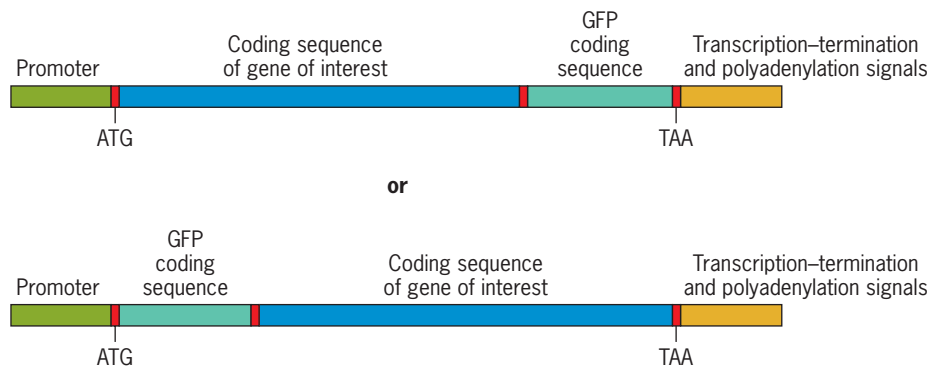 GFP
Coding sequence coding Transcription–termination
Promoter of gene of interest sequence and polyadenylation signals
ATG TAA
or
GFP
coding Coding sequence Transcription–termination
Promoter sequence of gene of interest and polyadenylation signals
ATG TAA